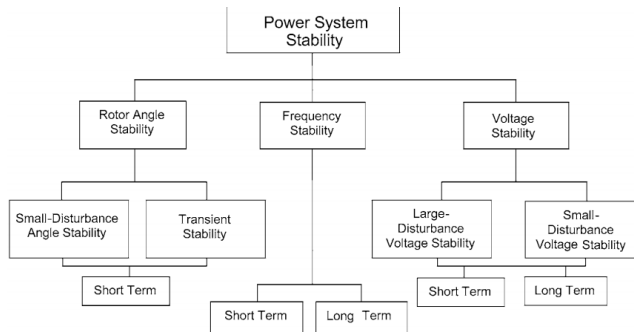 Power System
Stability
Rotor Angle
Stability
Frequency
Stability
Voltage
Stability
Small-Disturbance
Angle Stability
Transient
Stability
Large-
Disturbance
Voltage Stability
Small-
Disturbance
Voltage Stability
Short Term
Short Term
Long Term
Short Term
Long Term